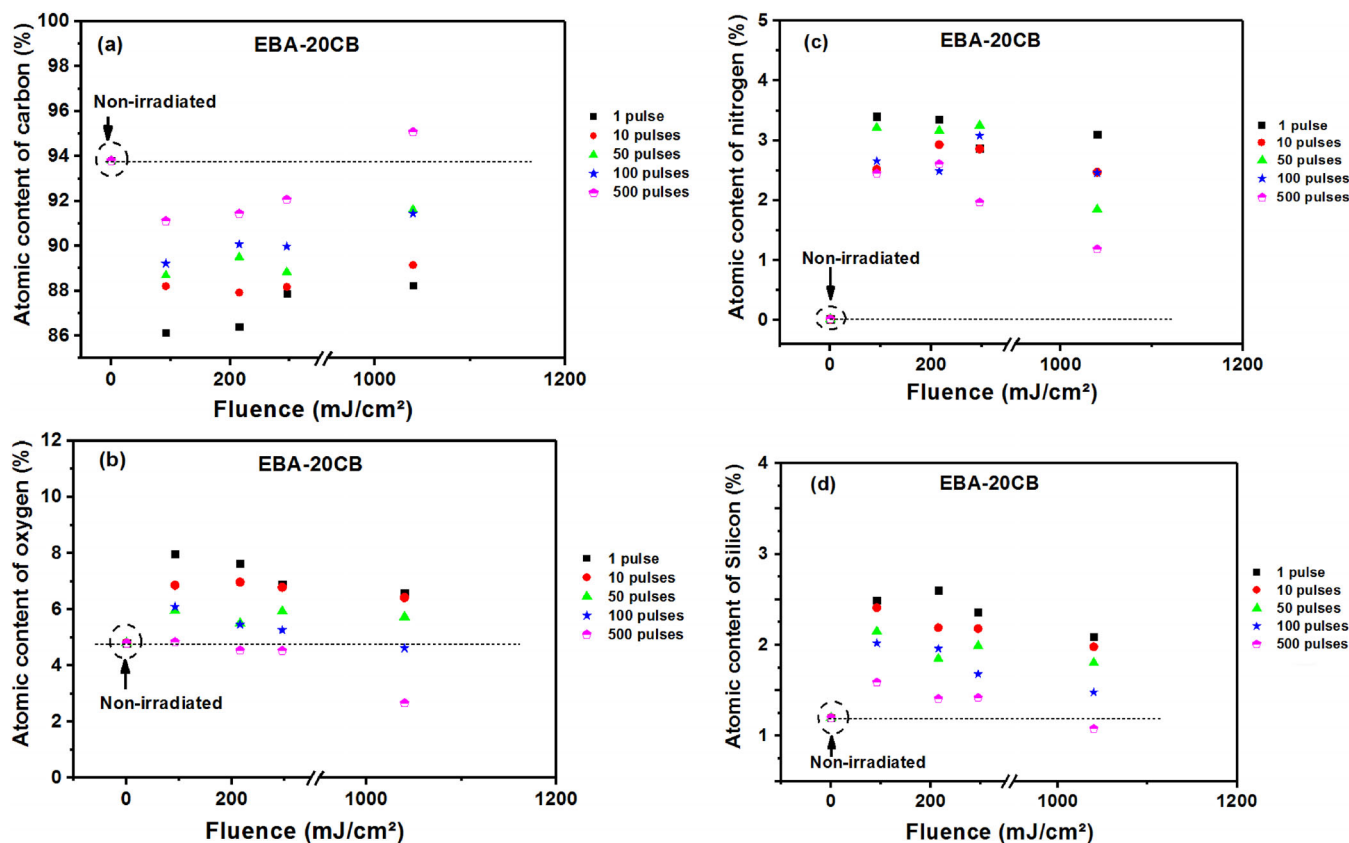 (a)
EBA-20CB
Atomic content of carbon (%)
100
98
96
94
92
90
88
86
Non-irradiated
0
200
1000
1200
Fluence (mJ/cm²)
1 pulse
10 pulses
50 pulses
100 pulses
500 pulses
(c)
EBA-20CB
Atomic content of nitrogen (%)
5
4
3
2
1
0
Non-irradiated
0
200
1000
1200
Fluence (mJ/cm²)
1 pulse
10 pulses
50 pulses
100 pulses
500 pulses
(b)
EBA-20CB
Atomic content of oxygen (%)
12
10
8
6
4
2
0
Non-irradiated
0
200
1000
1200
Fluence (mJ/cm²)
1 pulse
10 pulses
50 pulses
100 pulses
500 pulses
(d)
EBA-20CB
Atomic content of Silicon (%)
4
3
2
1
Non-irradiated
0
200
1000
1200
Fluence (mJ/cm²)
1 pulse
10 pulses
50 pulses
100 pulses
500 pulses